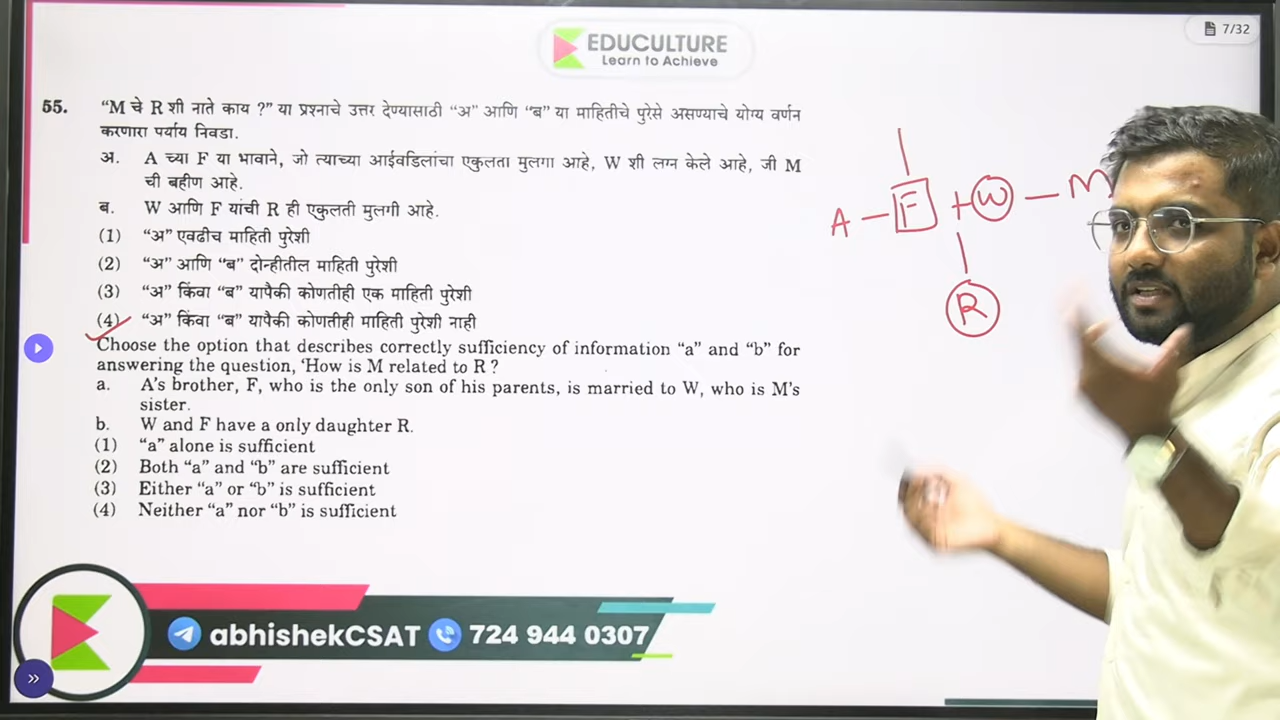 EDUCULTURE
Learn to Achieve
7/32
55. "M चे R शी नाते काय ?" या प्रश्नाचे उत्तर देण्यासाठी "अ" आणि "ब" या माहितीचे पुरेसे असण्याचे योग्य वर्णन
करणारा पर्याय निवडा.
अ. A च्या F या भावाने, जो त्याच्या आईवडिलांचा एकुलता मुलगा आहे, W शी लग्न केले आहे, जी M
ची बहीण आहे.
ब. W आणि F यांची R ही एकुलती मुलगी आहे.
(1) "अ" एवढीच माहिती पुरेशी
(2) "अ" आणि "ब" दोन्हीतील माहिती पुरेशी
(3) "अ" किंवा "ब" यापैकी कोणतीही एक माहिती पुरेशी
(4) "अ" किंवा "ब" यापैकी कोणतीही माहिती पुरेशी नाही
Choose the option that describes correctly sufficiency of information "a" and "b" for
answering the question, 'How is M related to R ?
a. A's brother, F, who is the only son of his parents, is married to W, who is M's
sister.
b. W and F have a only daughter R.
(1) "a" alone is sufficient
(2) Both "a" and "b" are sufficient
(3) Either "a" or "b" is sufficient
(4) Neither "a" nor "b" is sufficient
A — F + W — M
R
abhishekCSAT 724 944 0307